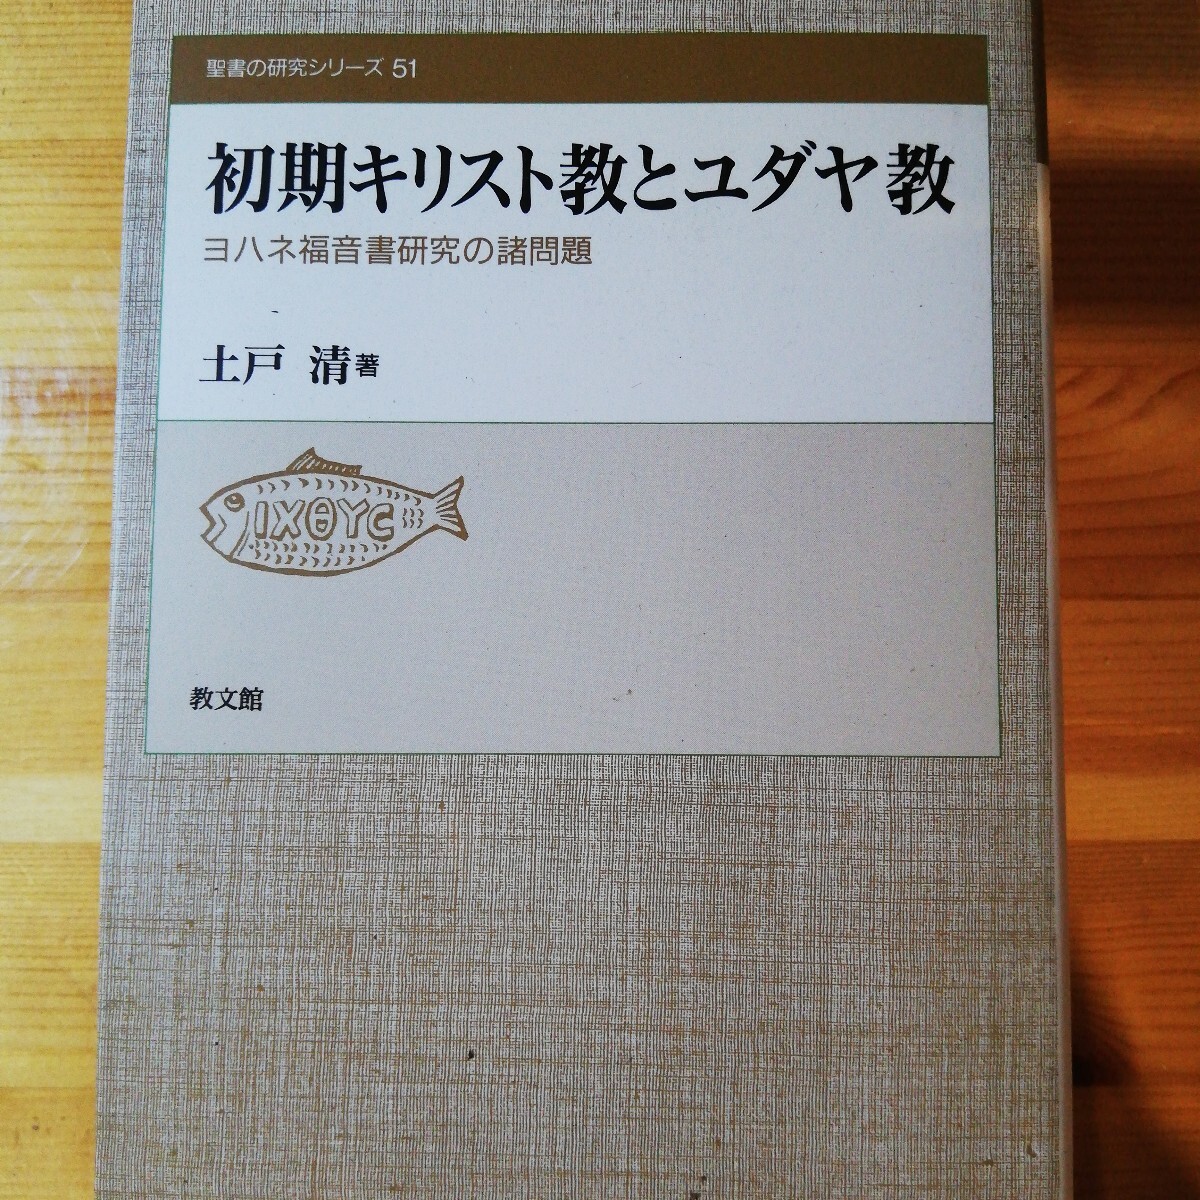 聖書の研究シリーズ 51
初期キリスト教とユダヤ教
ヨハネ福音書研究の諸問題
土戸 清著
ΙΧΘΥC
教文館